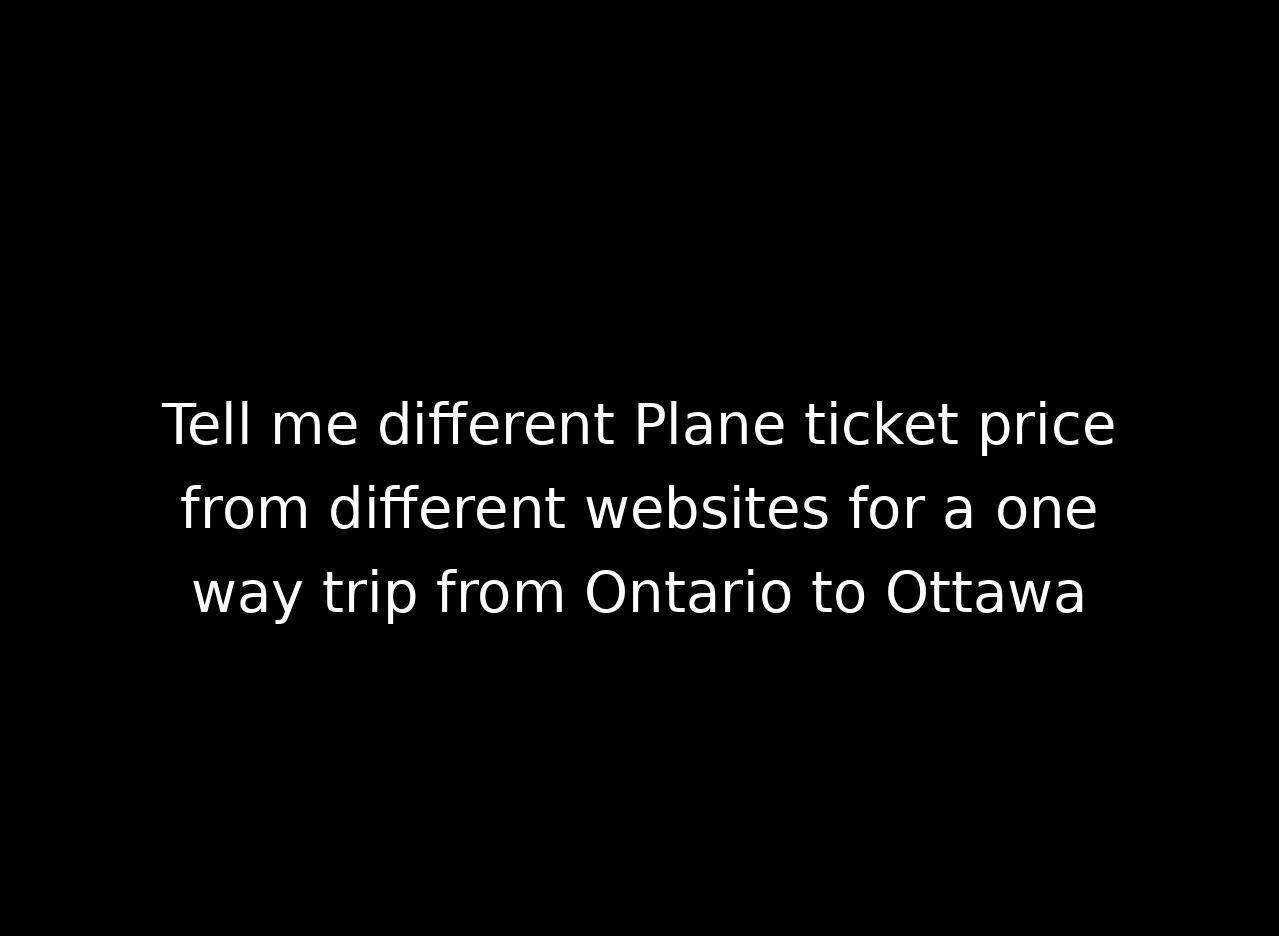 Tell me different Plane ticket price
from different websites for a one
way trip from Ontario to Ottawa